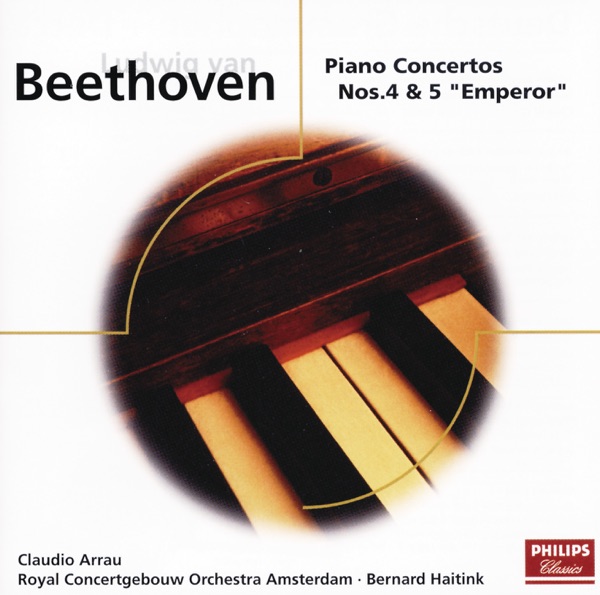 Ludwig van
Beethoven
Piano Concertos
Nos.4 & 5 "Emperor"
Claudio Arrau
Royal Concertgebouw Orchestra Amsterdam · Bernard Haitink
PHILIPS
Classics